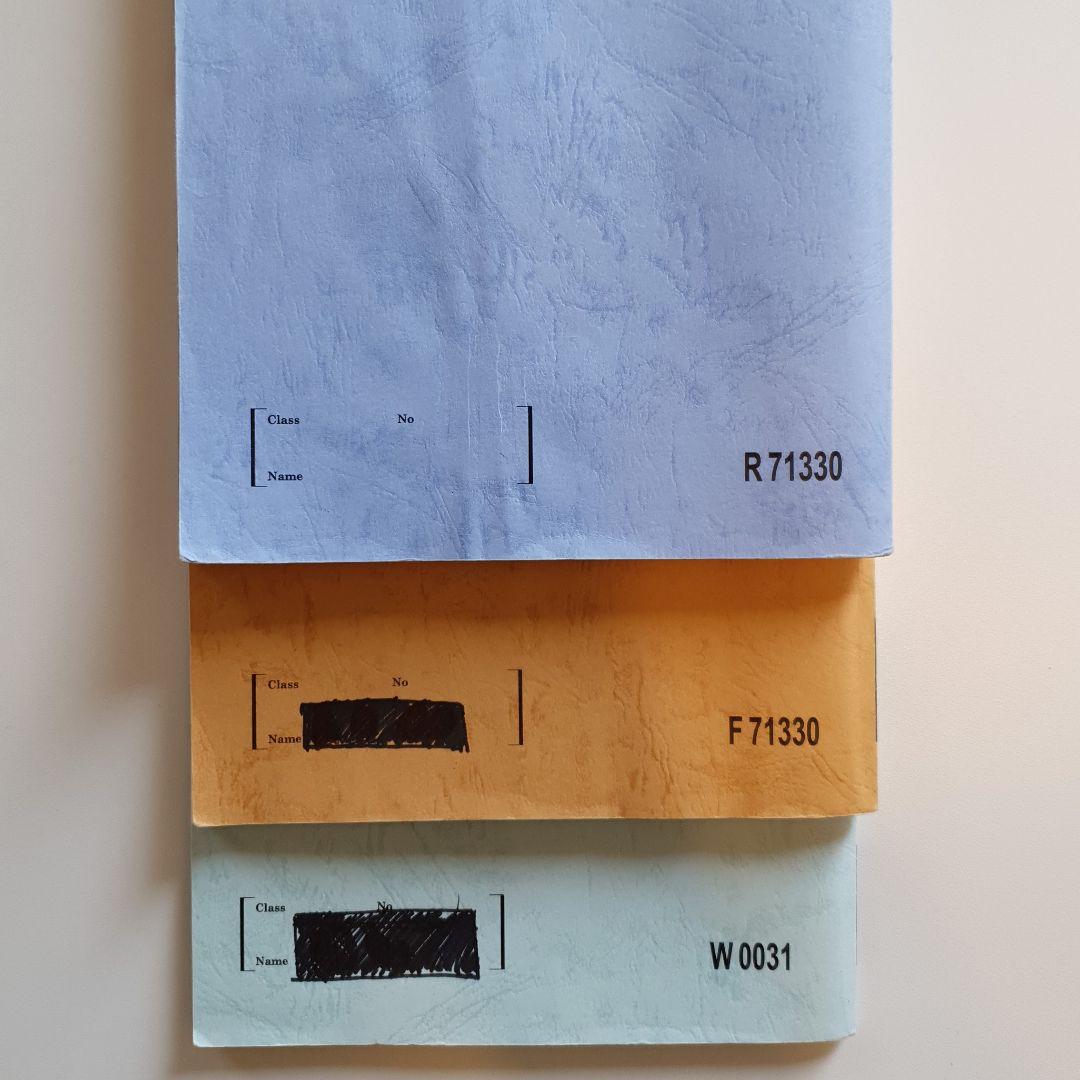 Class No
Name
R 71330
Class No
Name
F 71330
Class No
Name
W 0031